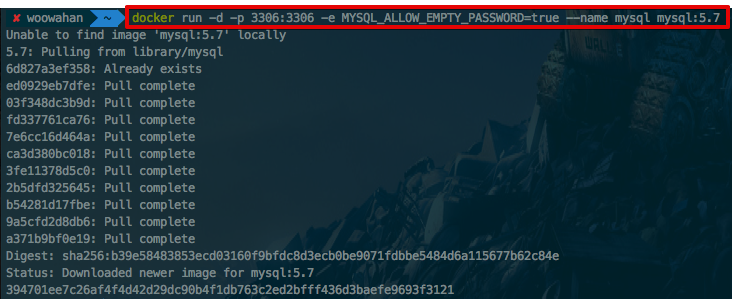 ✘ woowahan ~ docker run -d -p 3306:3306 -e MYSQL_ALLOW_EMPTY_PASSWORD=true --name mysql mysql:5.7
Unable to find image 'mysql:5.7' locally
5.7: Pulling from library/mysql
6d827a3ef358: Already exists
ed0929eb7dfe: Pull complete
03f348dc3b9d: Pull complete
fd337761ca76: Pull complete
7e6cc16d464a: Pull complete
ca3d380bc018: Pull complete
3fe11378d5c0: Pull complete
2b5dfd325645: Pull complete
b54281d17fbe: Pull complete
9a5cfd2d8db6: Pull complete
a371b9bf0e19: Pull complete
Digest: sha256:b39e58483853ecd03160f9bfdc8d3ecb0be9071fdbbe5484d6a115677b62c84e
Status: Downloaded newer image for mysql:5.7
394701ee7c26af4f4d42d29dc90b4f1db763c2ed2bfff436d3baefe9693f3121